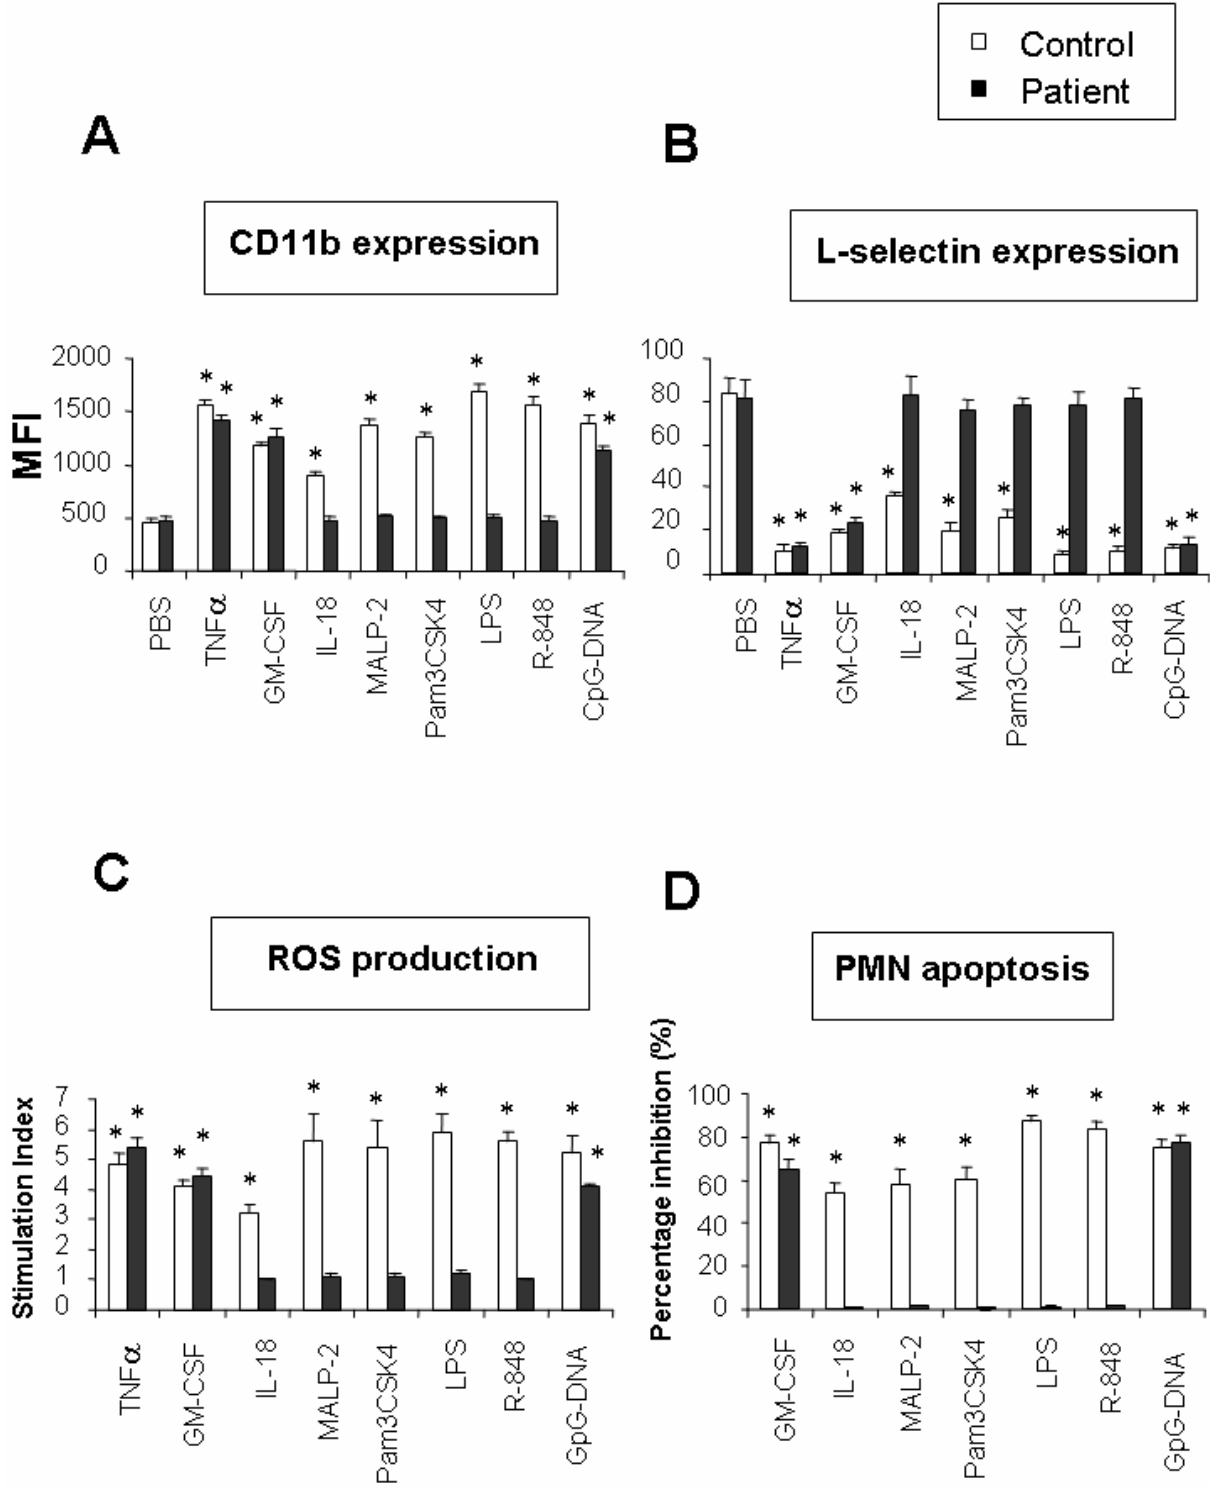 Control
Patient
A
B
CD11b expression
L-selectin expression
MFI
2000
1500
1000
500
0
* * * * * * * * * * *
PBS
TNFα
GM-CSF
IL-18
MALP-2
Pam3CSK4
LPS
R-848
CpG-DNA
100
80
60
40
20
0
* * * * * * * * * * *
PBS
TNFα
GM-CSF
IL-18
MALP-2
Pam3CSK4
LPS
R-848
CpG-DNA
C
D
ROS production
PMN apoptosis
Stimulation Index
7
6
5
4
3
2
1
0
* * * * * * * * * * *
TNFα
GM-CSF
IL-18
MALP-2
Pam3CSK4
LPS
R-848
GpG-DNA
Percentage inhibition (%)
100
80
60
40
20
0
* * * * * * * * *
GM-CSF
IL-18
MALP-2
Pam3CSK4
LPS
R-848
GpG-DNA